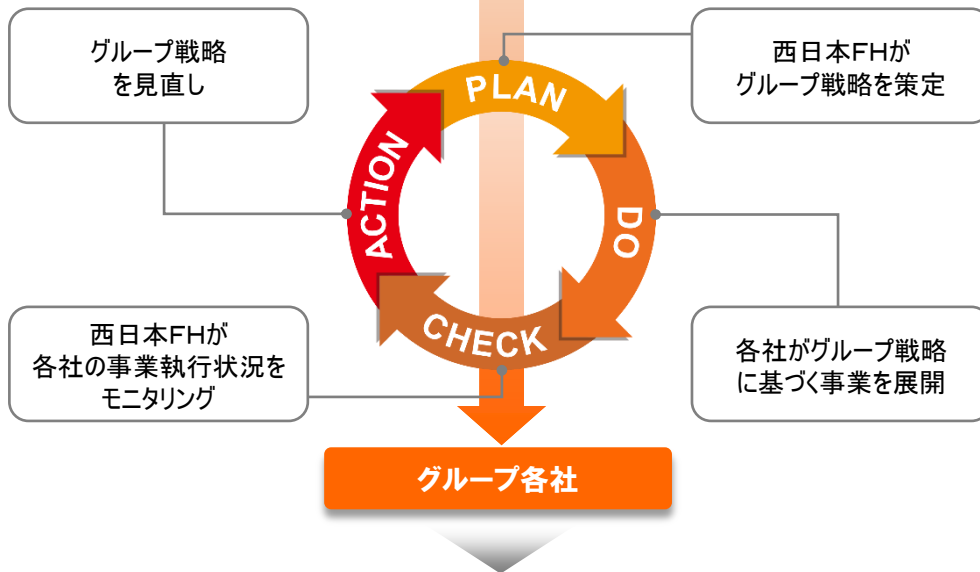 グループ戦略
を見直し
西日本FHが
グループ戦略を策定
PLAN
ACTION
DO
CHECK
西日本FHが
各社の事業執行状況を
モニタリング
各社がグループ戦略
に基づく事業を展開
グループ各社